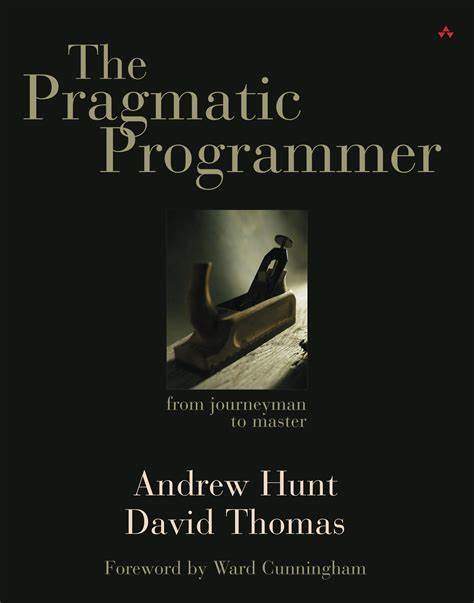 The
Pragmatic
Programmer
from journeyman
to master
Andrew Hunt
David Thomas
Foreword by Ward Cunningham